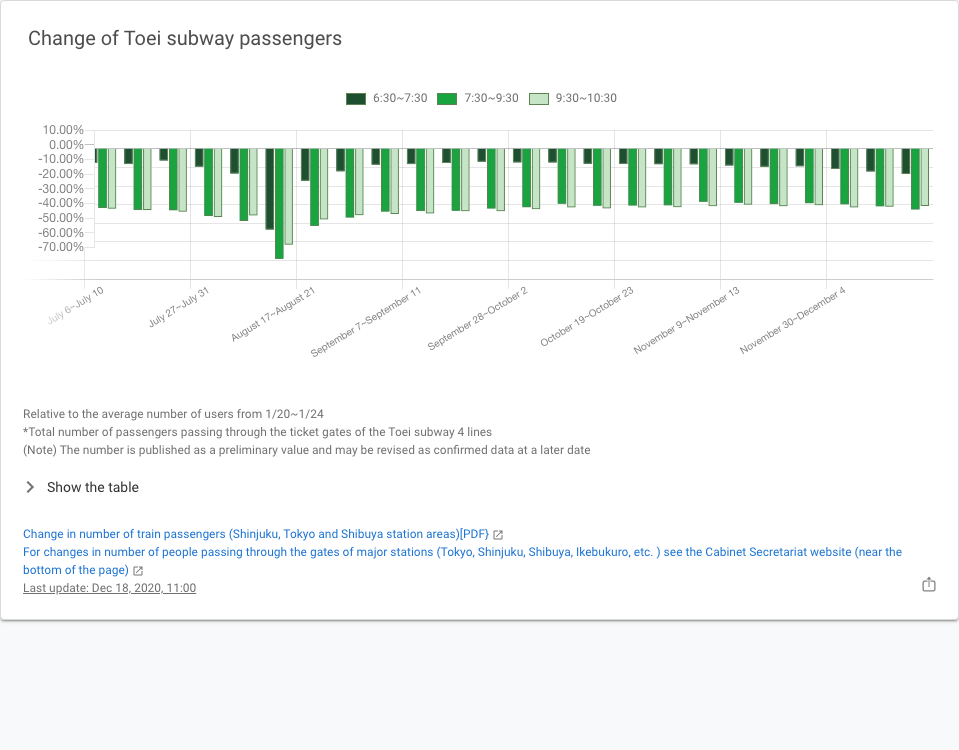 Change of Toei subway passengers
6:30~7:30 7:30~9:30 9:30~10:30
10.00%
0.00%
-10.00%
-20.00%
-30.00%
-40.00%
-50.00%
-60.00%
-70.00%
July 6~July 10
July 27~July 31
August 17~August 21
September 7~September 11
September 28~October 2
October 19~October 23
November 9~November 13
November 30~December 4
Relative to the average number of users from 1/20~1/24
*Total number of passengers passing through the ticket gates of the Toei subway 4 lines
(Note) The number is published as a preliminary value and may be revised as confirmed data at a later date
Show the table
Change in number of train passengers (Shinjuku, Tokyo and Shibuya station areas)[PDF}
For changes in number of people passing through the gates of major stations (Tokyo, Shinjuku, Shibuya, Ikebukuro, etc. ) see the Cabinet Secretariat website (near the
bottom of the page)
Last update: Dec 18, 2020, 11:00